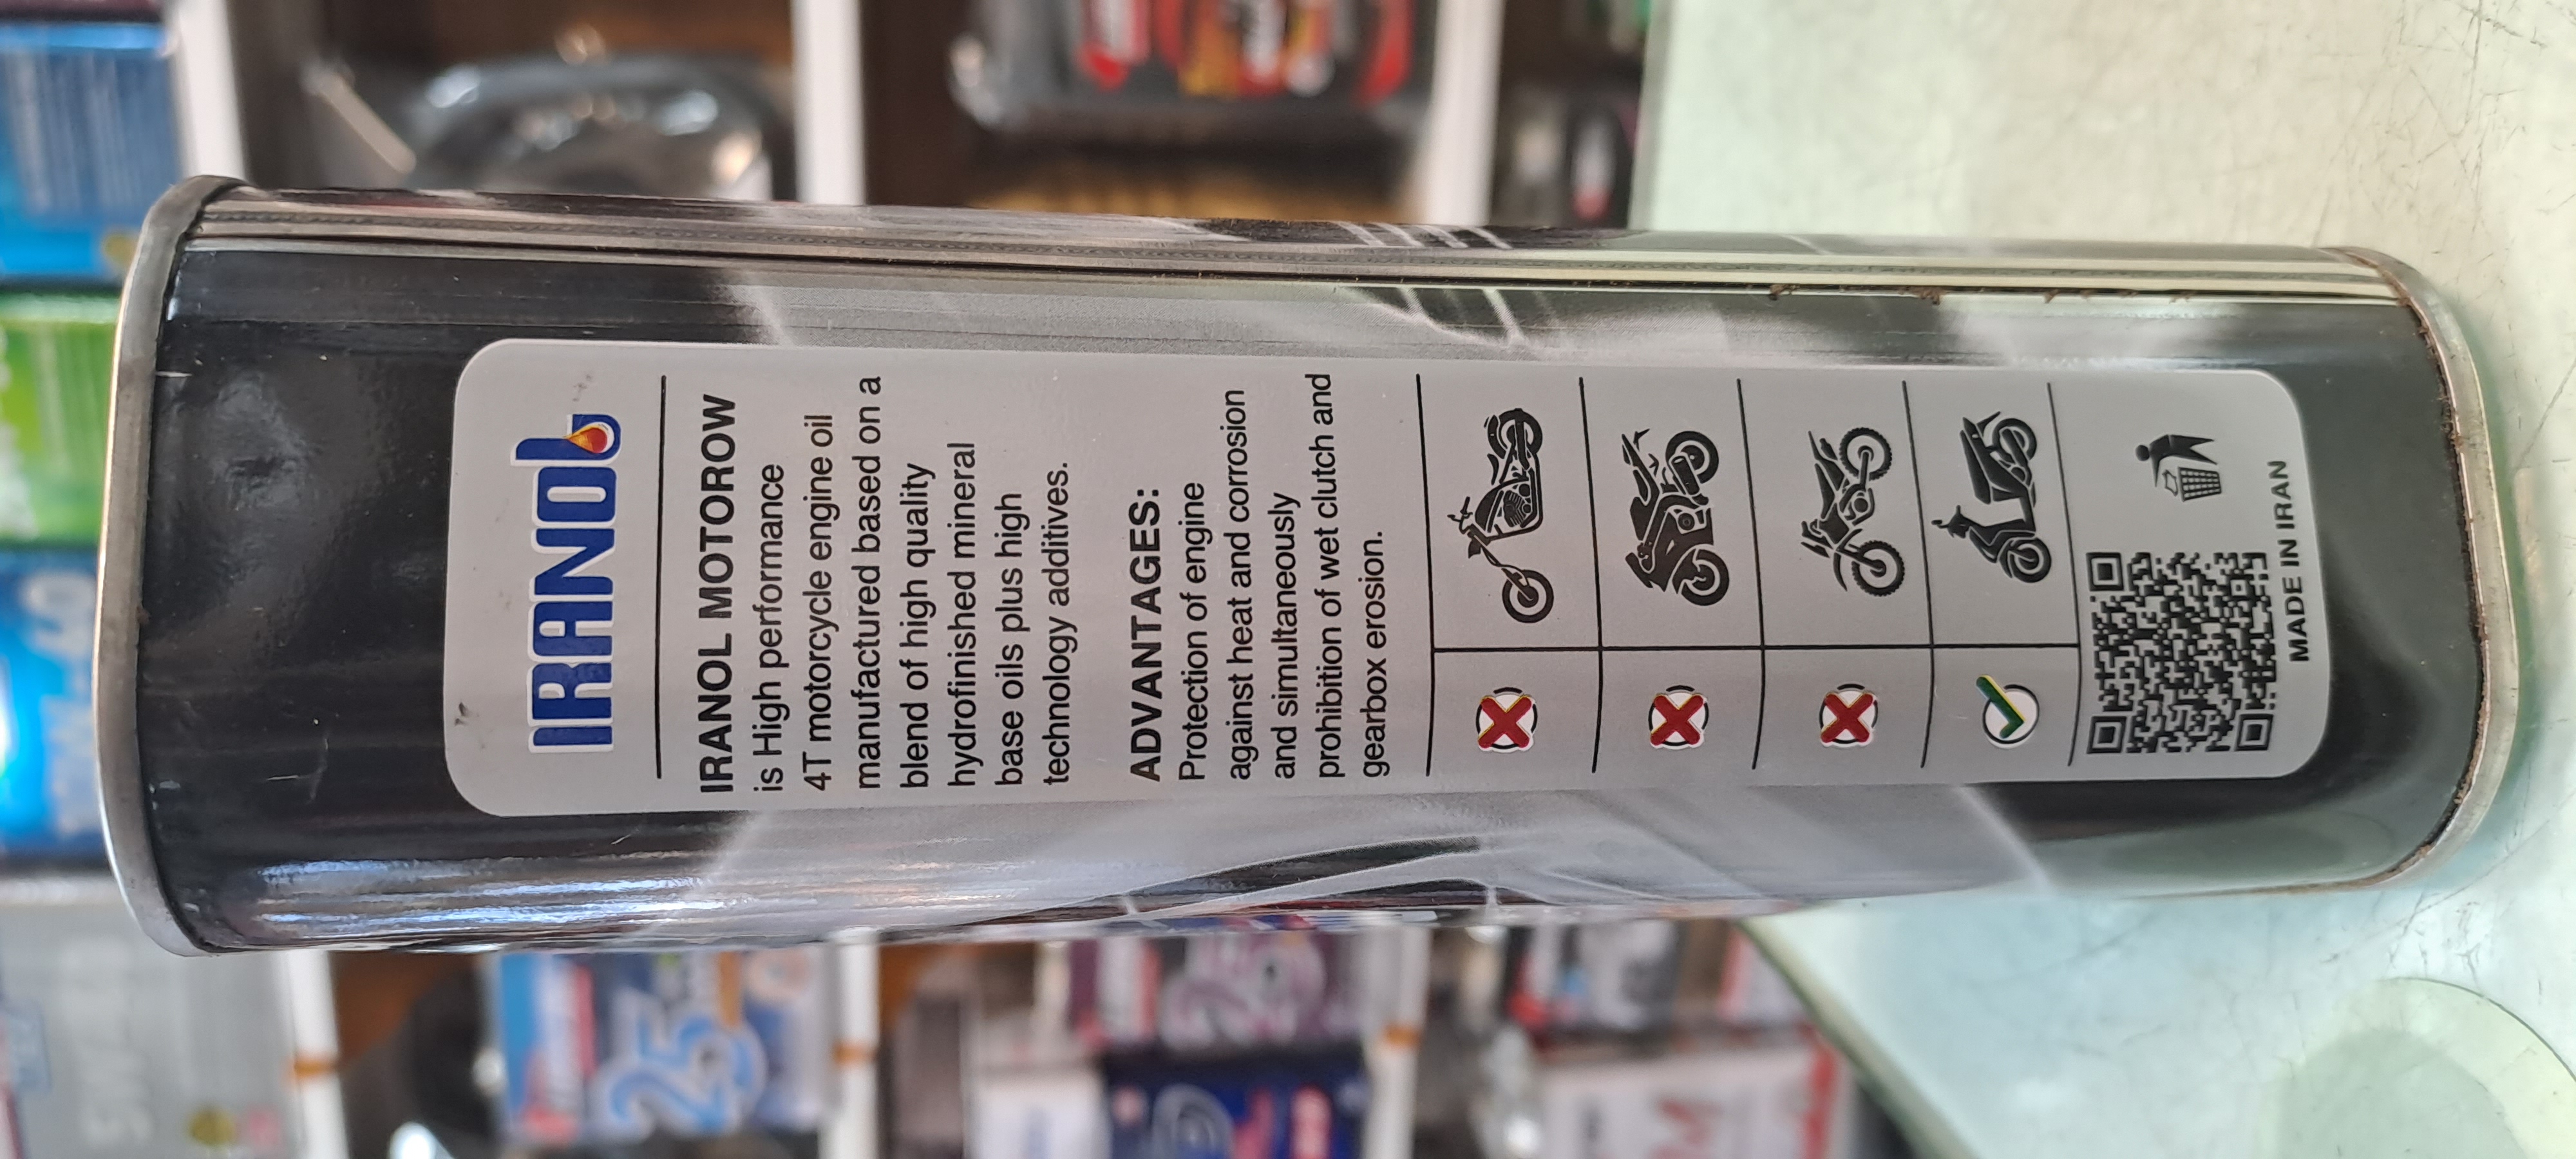 IRANOL
IRANOL MOTOROW
is High performance
4T motorcycle engine oil
manufactured based on a
blend of high quality
hydrofinished mineral
base oils plus high
technology additives.
ADVANTAGES:
Protection of engine
against heat and corrosion
and simultaneously
prohibition of wet clutch and
gearbox erosion.
MADE IN IRAN
25